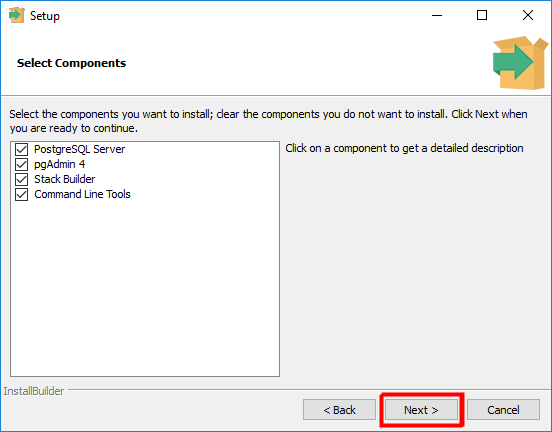 Setup
Select Components
Select the components you want to install; clear the components you do not want to install. Click Next when
you are ready to continue.
PostgreSQL Server
pgAdmin 4
Stack Builder
Command Line Tools
Click on a component to get a detailed description
InstallBuilder
< Back
Next >
Cancel